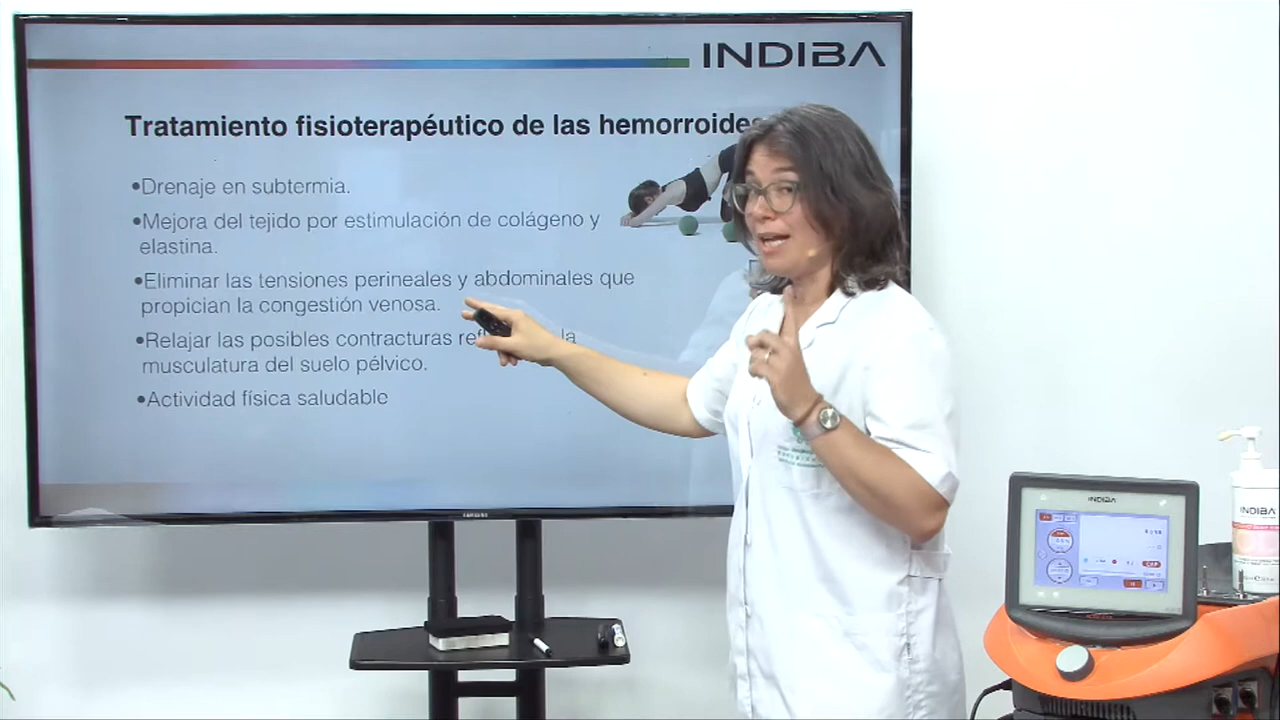 INDIBA
Tratamiento fisioterapéutico de las hemorroides
•Drenaje en subtermia.
•Mejora del tejido por estimulación de colágeno y
elastina.
•Eliminar las tensiones perineales y abdominales que
propician la congestión venosa.
•Relajar las posibles contracturas la
musculatura del suelo pélvico.
•Actividad física saludable
SAMSUNG
INDIBA
CAP
INDIBA